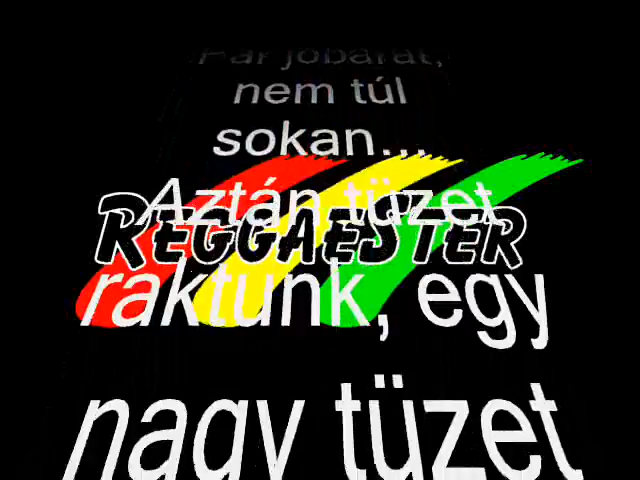 Pár jóbarát,
nem túl
sokan...
Aztán tüzet
REGGAESTER
raktunk, egy
nagy tüzet